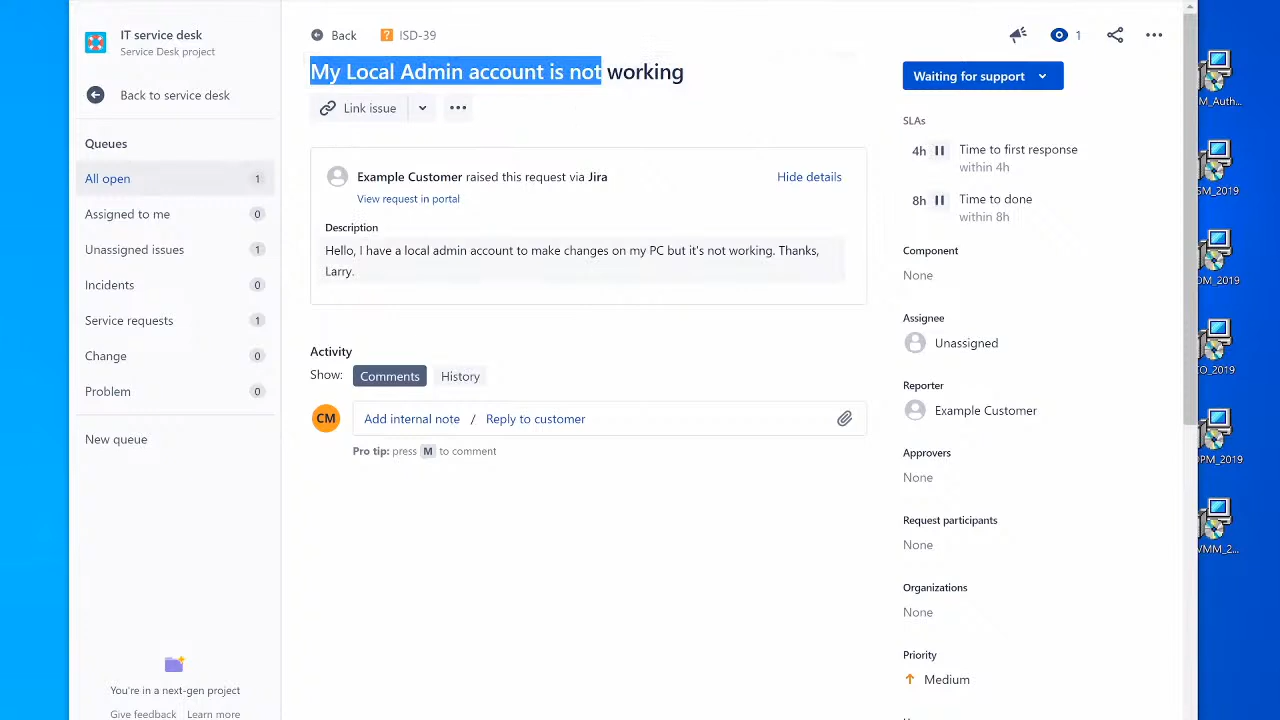 IT service desk
Service Desk project
Back to service desk
Queues
All open 1
Assigned to me 0
Unassigned issues 1
Incidents 0
Service requests 1
Change 0
Problem 0
New queue
You're in a next-gen project
Give feedback Learn more
Back ISD-39
My Local Admin account is not working
Link issue
Example Customer raised this request via Jira
Hide details
View request in portal
Description
Hello, I have a local admin account to make changes on my PC but it's not working. Thanks,
Larry.
Activity
Show: Comments History
CM Add internal note / Reply to customer
Pro tip: press M to comment
1
Waiting for support
SLAs
4h Time to first response
within 4h
8h Time to done
within 8h
Component
None
Assignee
Unassigned
Reporter
Example Customer
Approvers
None
Request participants
None
Organizations
None
Priority
Medium
M_Auth...
SM_2019
OM_2019
CO_2019
DPM_2019
VMM_2...